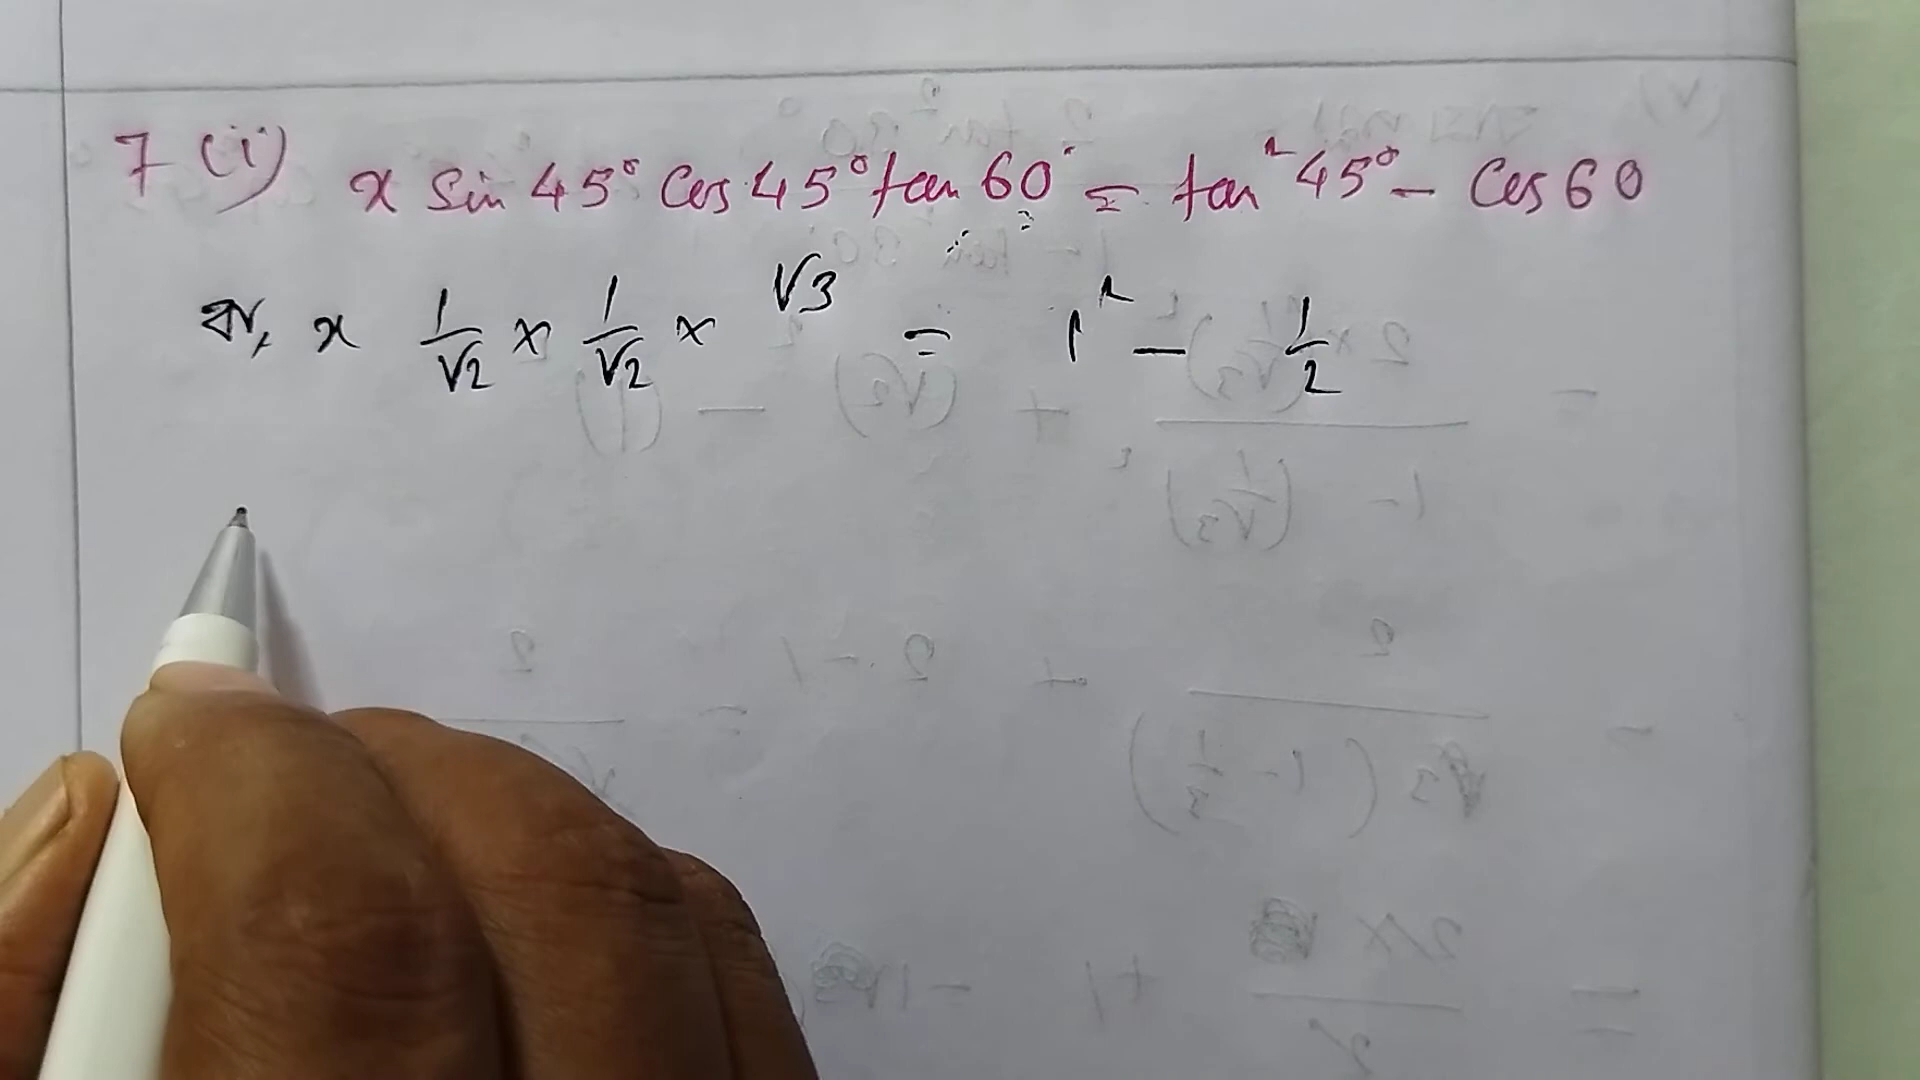 7 (i) x Sin 45° Cos 45° tan 60° = tan² 45° - Cos 60
বা, x 1/√2 × 1/√2 × √3 = 1² - 1/2